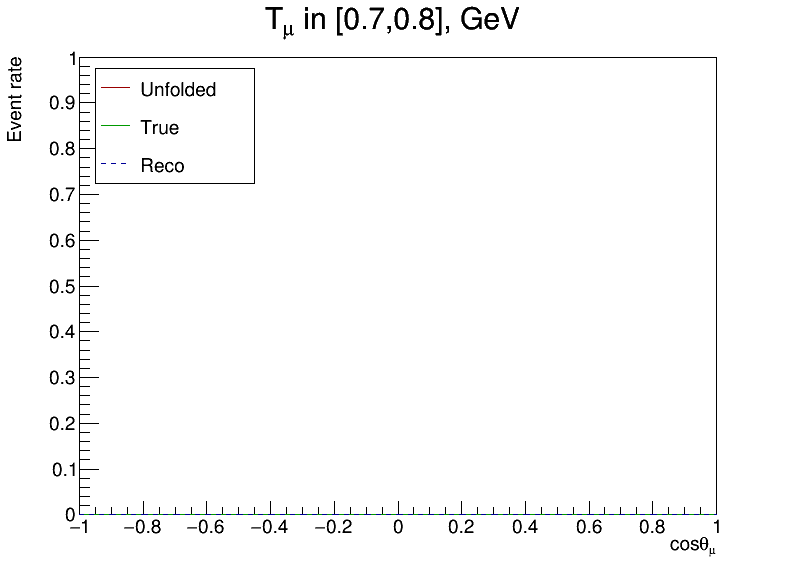 T_μ in [0.7,0.8], GeV
Event rate
Unfolded
True
Reco
1
0.9
0.8
0.7
0.6
0.5
0.4
0.3
0.2
0.1
0
−1 −0.8 −0.6 −0.4 −0.2 0 0.2 0.4 0.6 0.8 1
cosθ_μ